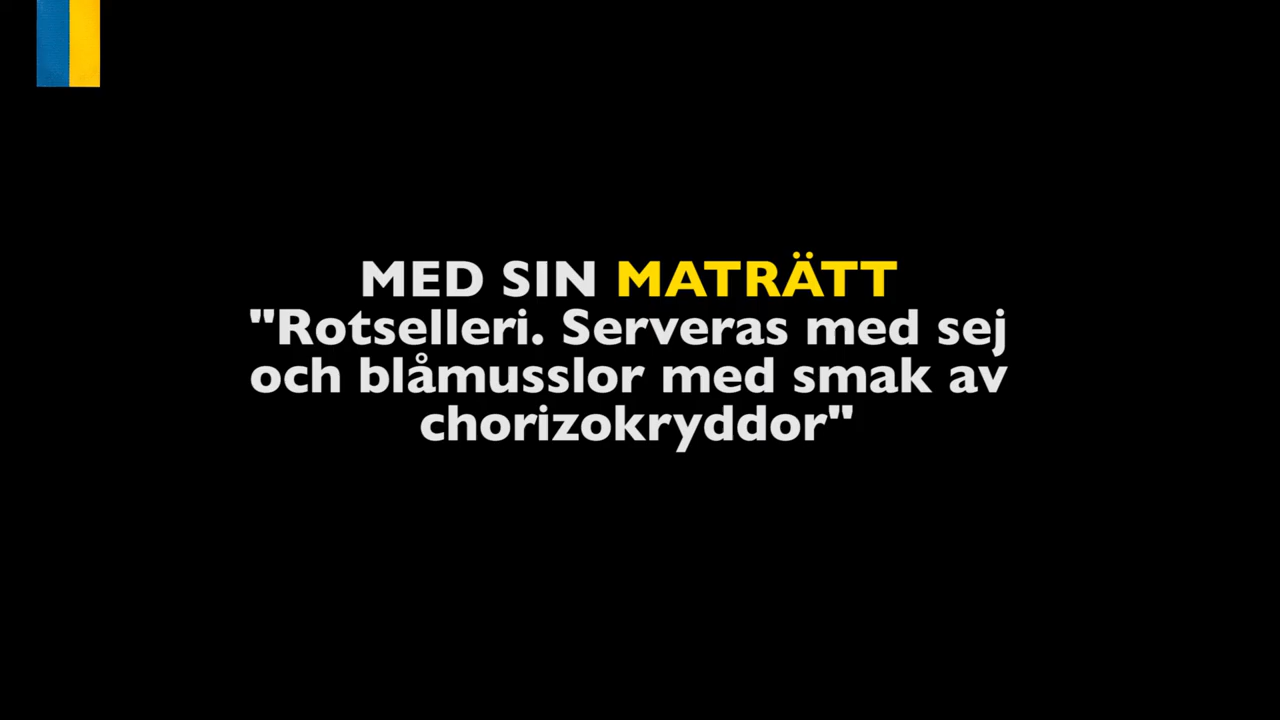 MED SIN MATRÄTT
"Rotselleri. Serveras med sej
och blåmusslor med smak av
chorizokryddor"